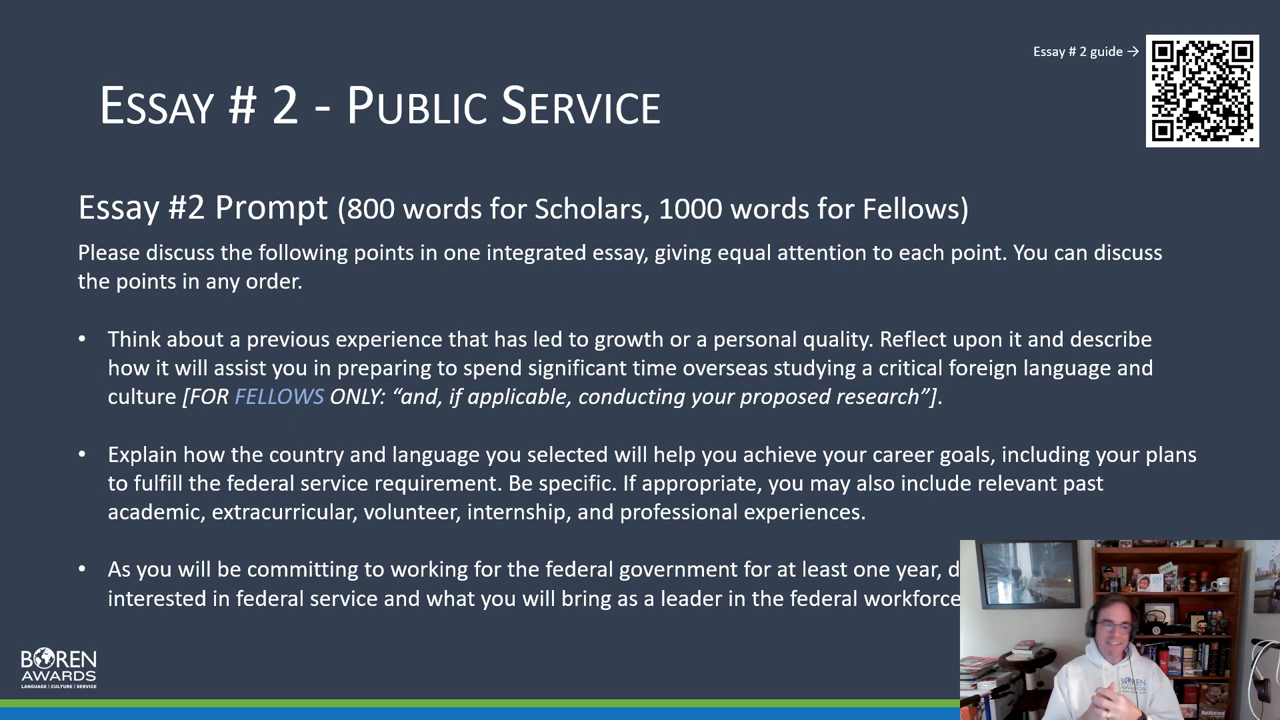 Essay # 2 guide →
ESSAY # 2 - PUBLIC SERVICE
Essay #2 Prompt (800 words for Scholars, 1000 words for Fellows)
Please discuss the following points in one integrated essay, giving equal attention to each point. You can discuss
the points in any order.
• Think about a previous experience that has led to growth or a personal quality. Reflect upon it and describe
how it will assist you in preparing to spend significant time overseas studying a critical foreign language and
culture [FOR FELLOWS ONLY: “and, if applicable, conducting your proposed research”].
• Explain how the country and language you selected will help you achieve your career goals, including your plans
to fulfill the federal service requirement. Be specific. If appropriate, you may also include relevant past
academic, extracurricular, volunteer, internship, and professional experiences.
• As you will be committing to working for the federal government for at least one year, d
interested in federal service and what you will bring as a leader in the federal workforce
BOREN
AWARDS
LANGUAGE | CULTURE | SERVICE
BOREN
AWARDS